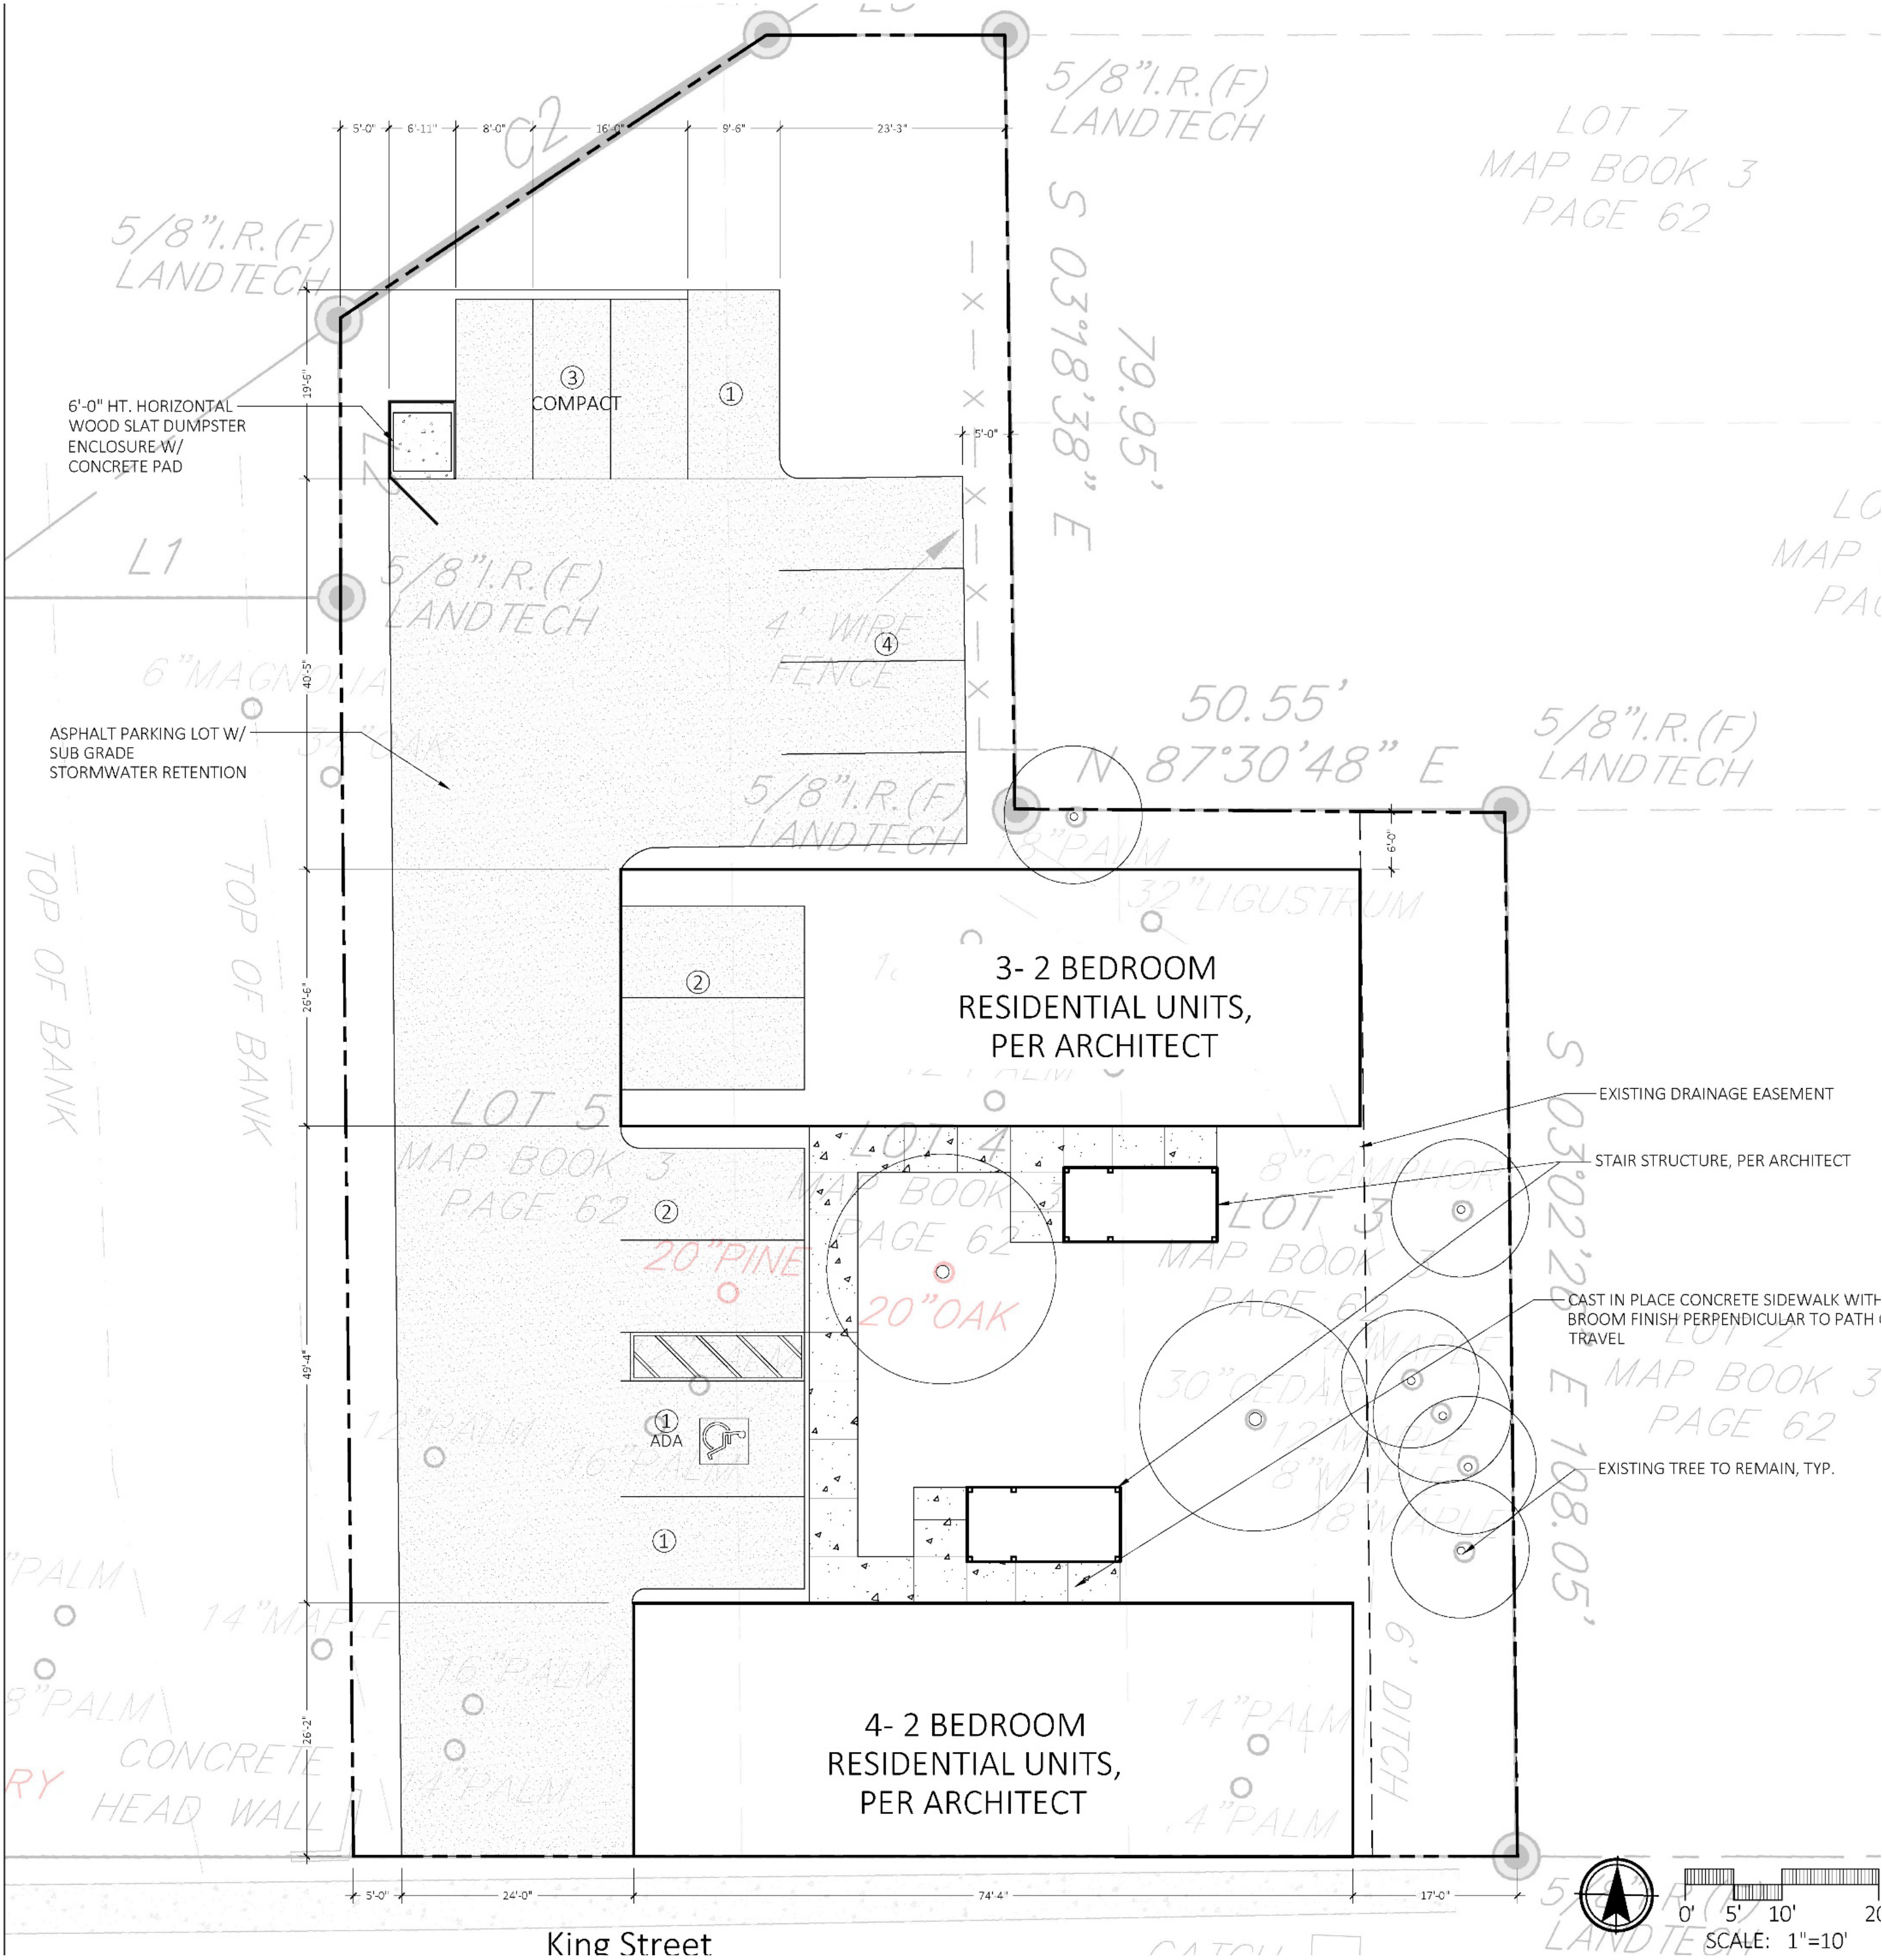 5/8"I.R.(F)
LANDTECH
LOT 7
MAP BOOK 3
PAGE 62
5'-0"
6'-11"
8'-0"
16'-0"
9'-6"
23'-3"
C2
5/8"I.R.(F)
LANDTECH
S 03°18'38" E
79.95'
19'-6"
3
COMPACT
1
6'-0" HT. HORIZONTAL
WOOD SLAT DUMPSTER
ENCLOSURE W/
CONCRETE PAD
L2
5'-0"
L1
5/8"I.R.(F)
LANDTECH
4' WIRE
FENCE
4
6"MAGNOLIA
40'-5"
50.55'
N 87°30'48" E
5/8"I.R.(F)
LANDTECH
ASPHALT PARKING LOT W/
SUB GRADE
STORMWATER RETENTION
34"OAK
5/8"I.R.(F)
LANDTECH
18"PALM
6'-0"
32"LIGUSTRUM
TOP OF BANK
TOP OF BANK
26'-6"
2
3- 2 BEDROOM
RESIDENTIAL UNITS,
PER ARCHITECT
S 03°02'26" E 108.05'
EXISTING DRAINAGE EASEMENT
LOT 5
MAP BOOK 3
PAGE 62
LOT 4
MAP BOOK 3
PAGE 62
8"CAMPHOR
STAIR STRUCTURE, PER ARCHITECT
LOT 3
MAP BOOK 3
PAGE 62
2
20"PINE
20"OAK
CAST IN PLACE CONCRETE SIDEWALK WITH
BROOM FINISH PERPENDICULAR TO PATH
TRAVEL
LOT 2
MAP BOOK 3
PAGE 62
49'-4"
30"CEDAR
12"MAPLE
8"MAPLE
18"MAPLE
1
ADA
12"PALM
16"PALM
EXISTING TREE TO REMAIN, TYP.
1
14"MAPLE
16"PALM
26'-2"
6' DITCH
14"PALM
4- 2 BEDROOM
RESIDENTIAL UNITS,
PER ARCHITECT
8"PALM
CONCRETE
HEAD WALL
14"PALM
5'-0"
24'-0"
74'-4"
17'-0"
0'
5'
10'
SCALE: 1"=10'
King Street